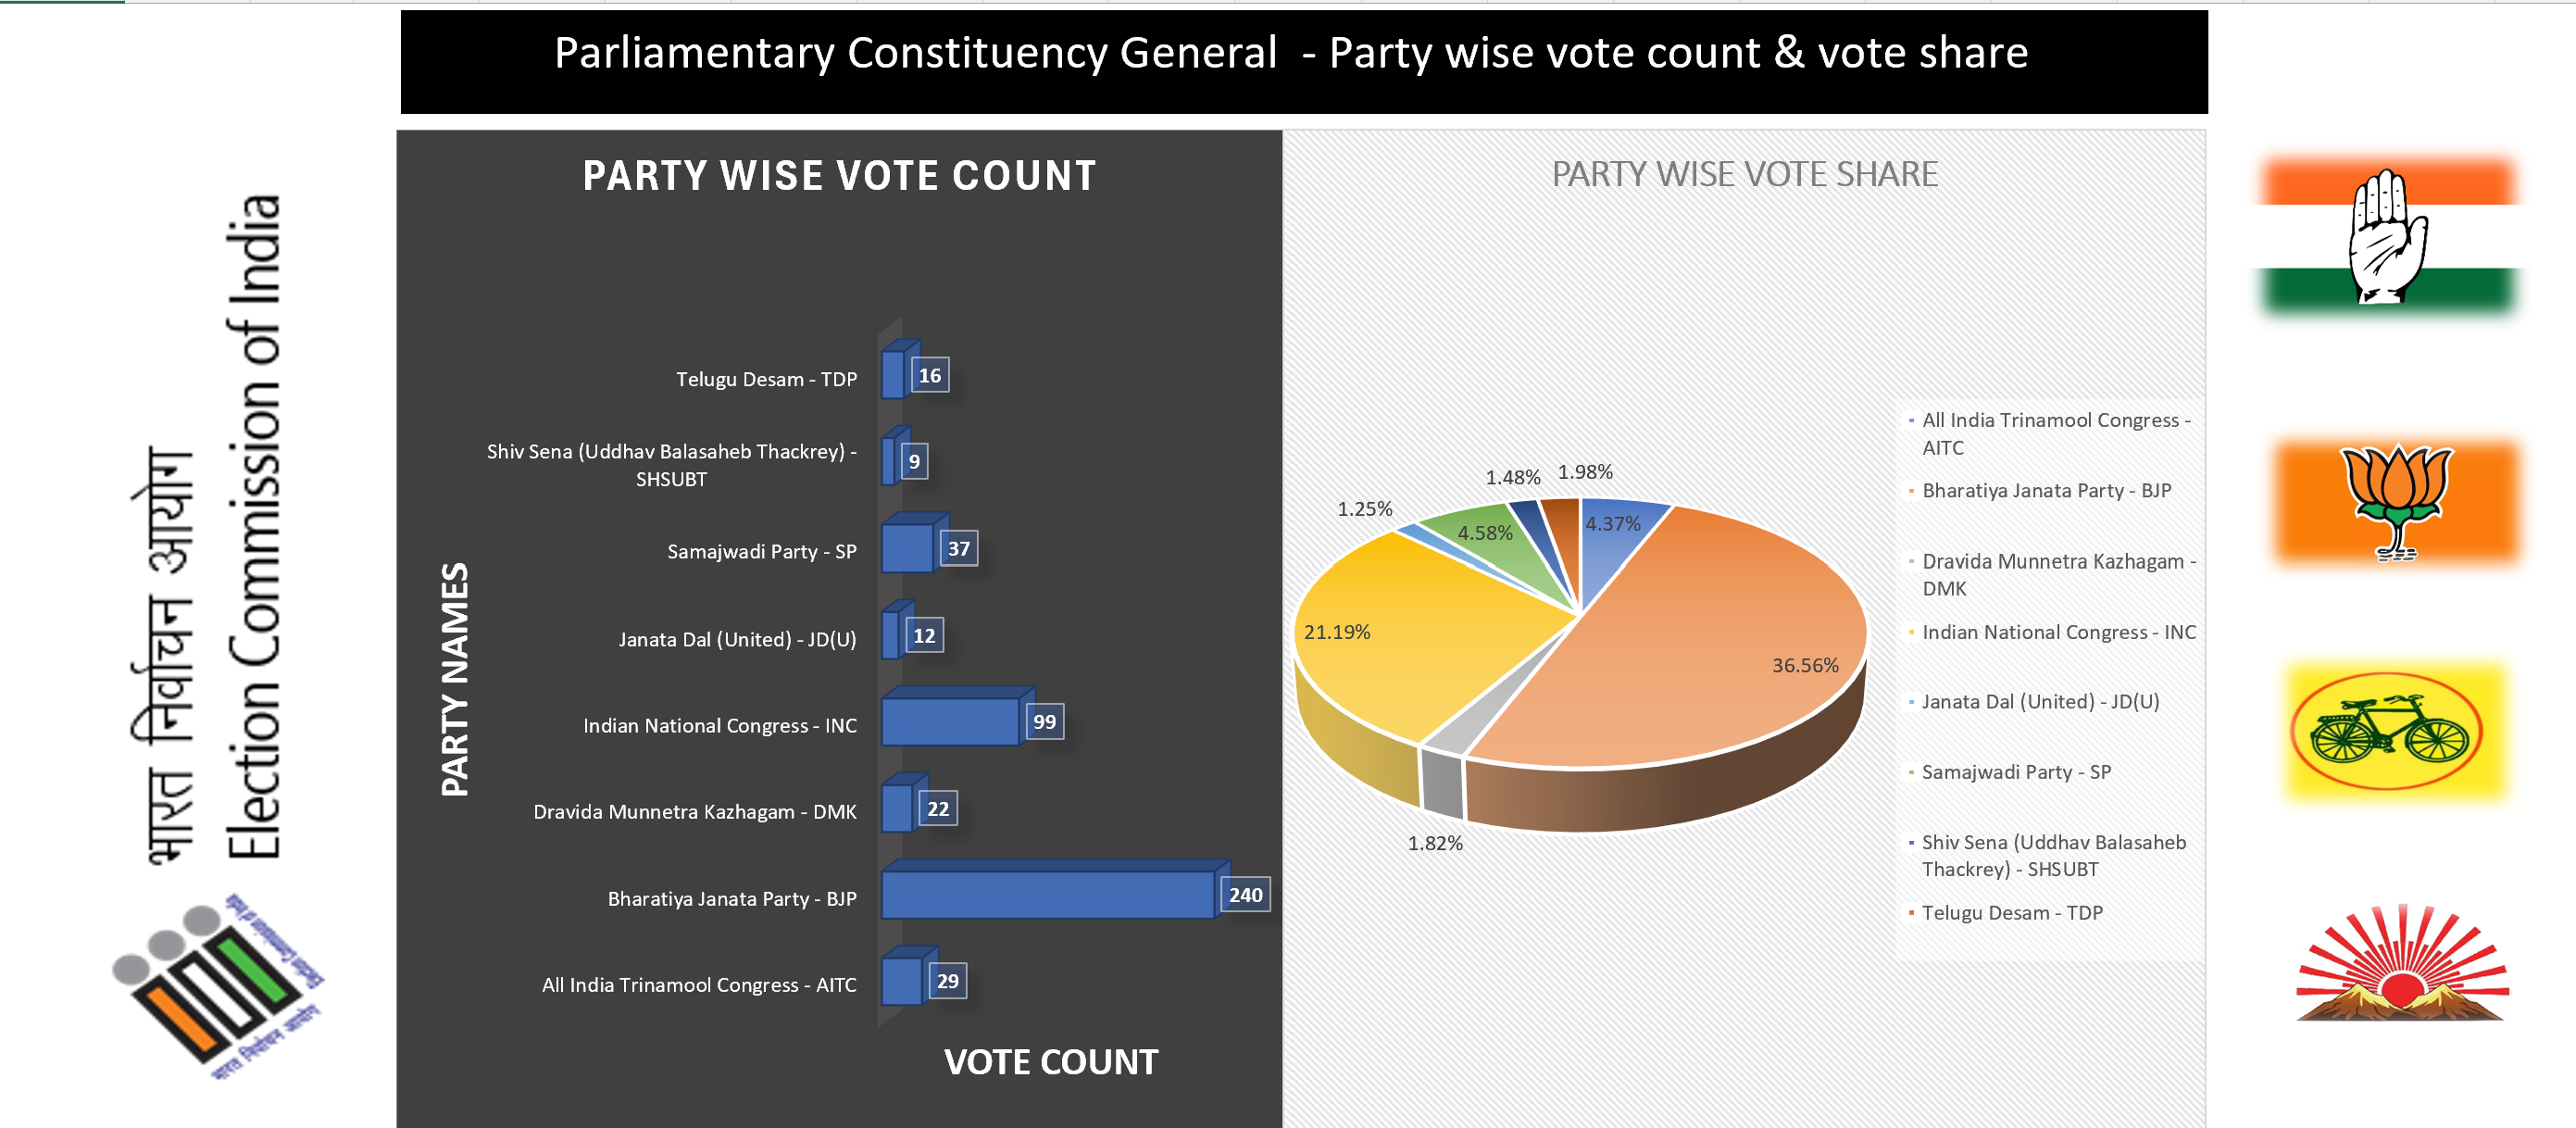 Parliamentary Constituency General - Party wise vote count & vote share
भारत निर्वाचन आयोग
Election Commission of India
PARTY WISE VOTE COUNT
PARTY NAMES
Telugu Desam - TDP
16
Shiv Sena (Uddhav Balasaheb Thackrey) -
SHSUBT
9
Samajwadi Party - SP
37
Janata Dal (United) - JD(U)
12
Indian National Congress - INC
99
Dravida Munnetra Kazhagam - DMK
22
Bharatiya Janata Party - BJP
240
All India Trinamool Congress - AITC
29
VOTE COUNT
PARTY WISE VOTE SHARE
1.48%
1.98%
1.25%
4.58%
4.37%
21.19%
36.56%
1.82%
All India Trinamool Congress -
AITC
Bharatiya Janata Party - BJP
Dravida Munnetra Kazhagam -
DMK
Indian National Congress - INC
Janata Dal (United) - JD(U)
Samajwadi Party - SP
Shiv Sena (Uddhav Balasaheb
Thackrey) - SHSUBT
Telugu Desam - TDP